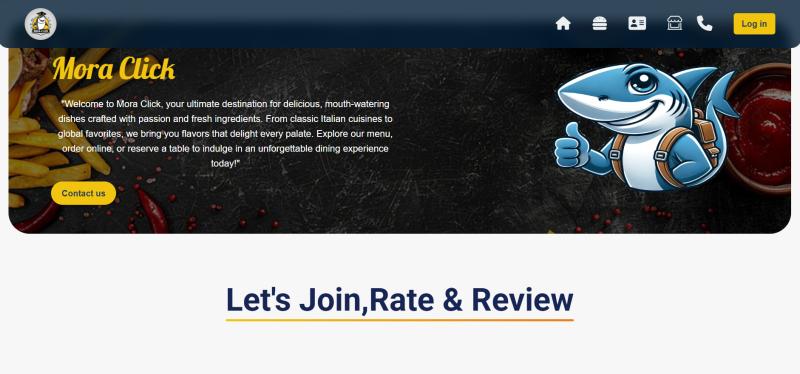 Log in
Mora Click
"Welcome to Mora Click, your ultimate destination for delicious, mouth-watering
dishes crafted with passion and fresh ingredients. From classic Italian cuisines to
global favorites, we bring you flavors that delight every palate. Explore our menu,
order online, or reserve a table to indulge in an unforgettable dining experience
today!"
Contact us
Let's Join,Rate & Review